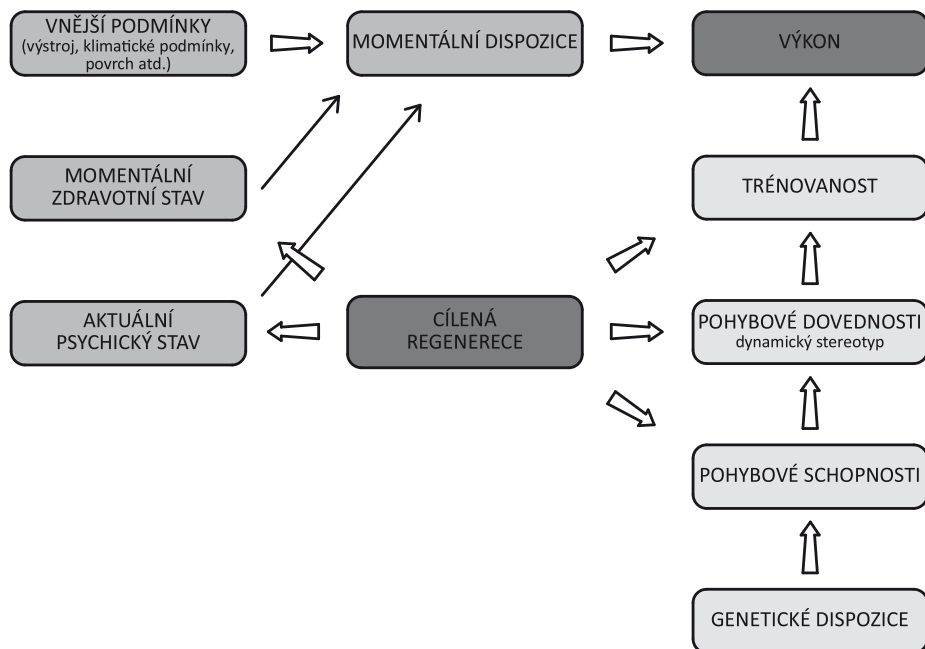 VNĚJŠÍ PODMÍNKY
(výstroj, klimatické podmínky,
povrch atd.)
MOMENTÁLNÍ DISPOZICE
VÝKON
MOMENTÁLNÍ
ZDRAVOTNÍ STAV
TRÉNOVANOST
AKTUÁLNÍ
PSYCHICKÝ STAV
CÍLENÁ
REGENERECE
POHYBOVÉ DOVEDNOSTI
dynamický stereotyp
POHYBOVÉ SCHOPNOSTI
GENETICKÉ DISPOZICE